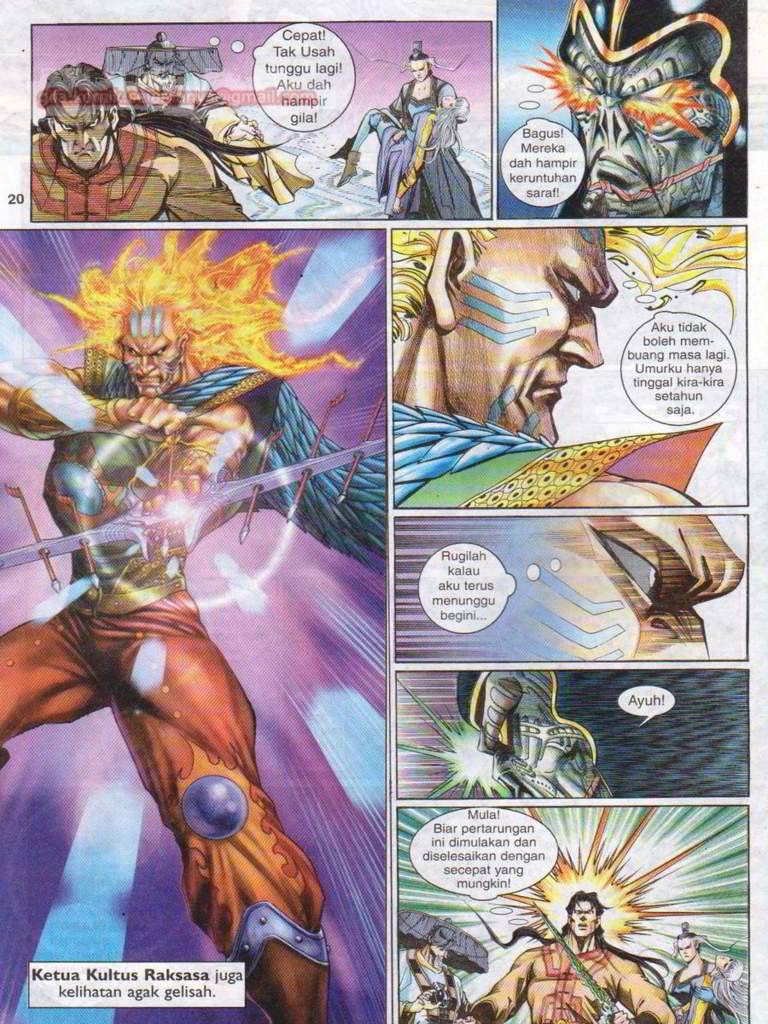 Cepat!
Tak Usah
tunggu lagi!
Aku dah
hampir
gila!
Bagus!
Mereka
dah hampir
keruntuhan
saraf!
20
Aku tidak
boleh mem-
buang masa lagi.
Umurku hanya
tinggal kira-kira
setahun
saja.
Rugilah
kalau
aku terus
menunggu
begini...
Ayuh!
Mula!
Biar pertarungan
ini dimulakan dan
diselesaikan dengan
secepat yang
mungkin!
Ketua Kultus Raksasa juga
kelihatan agak gelisah.